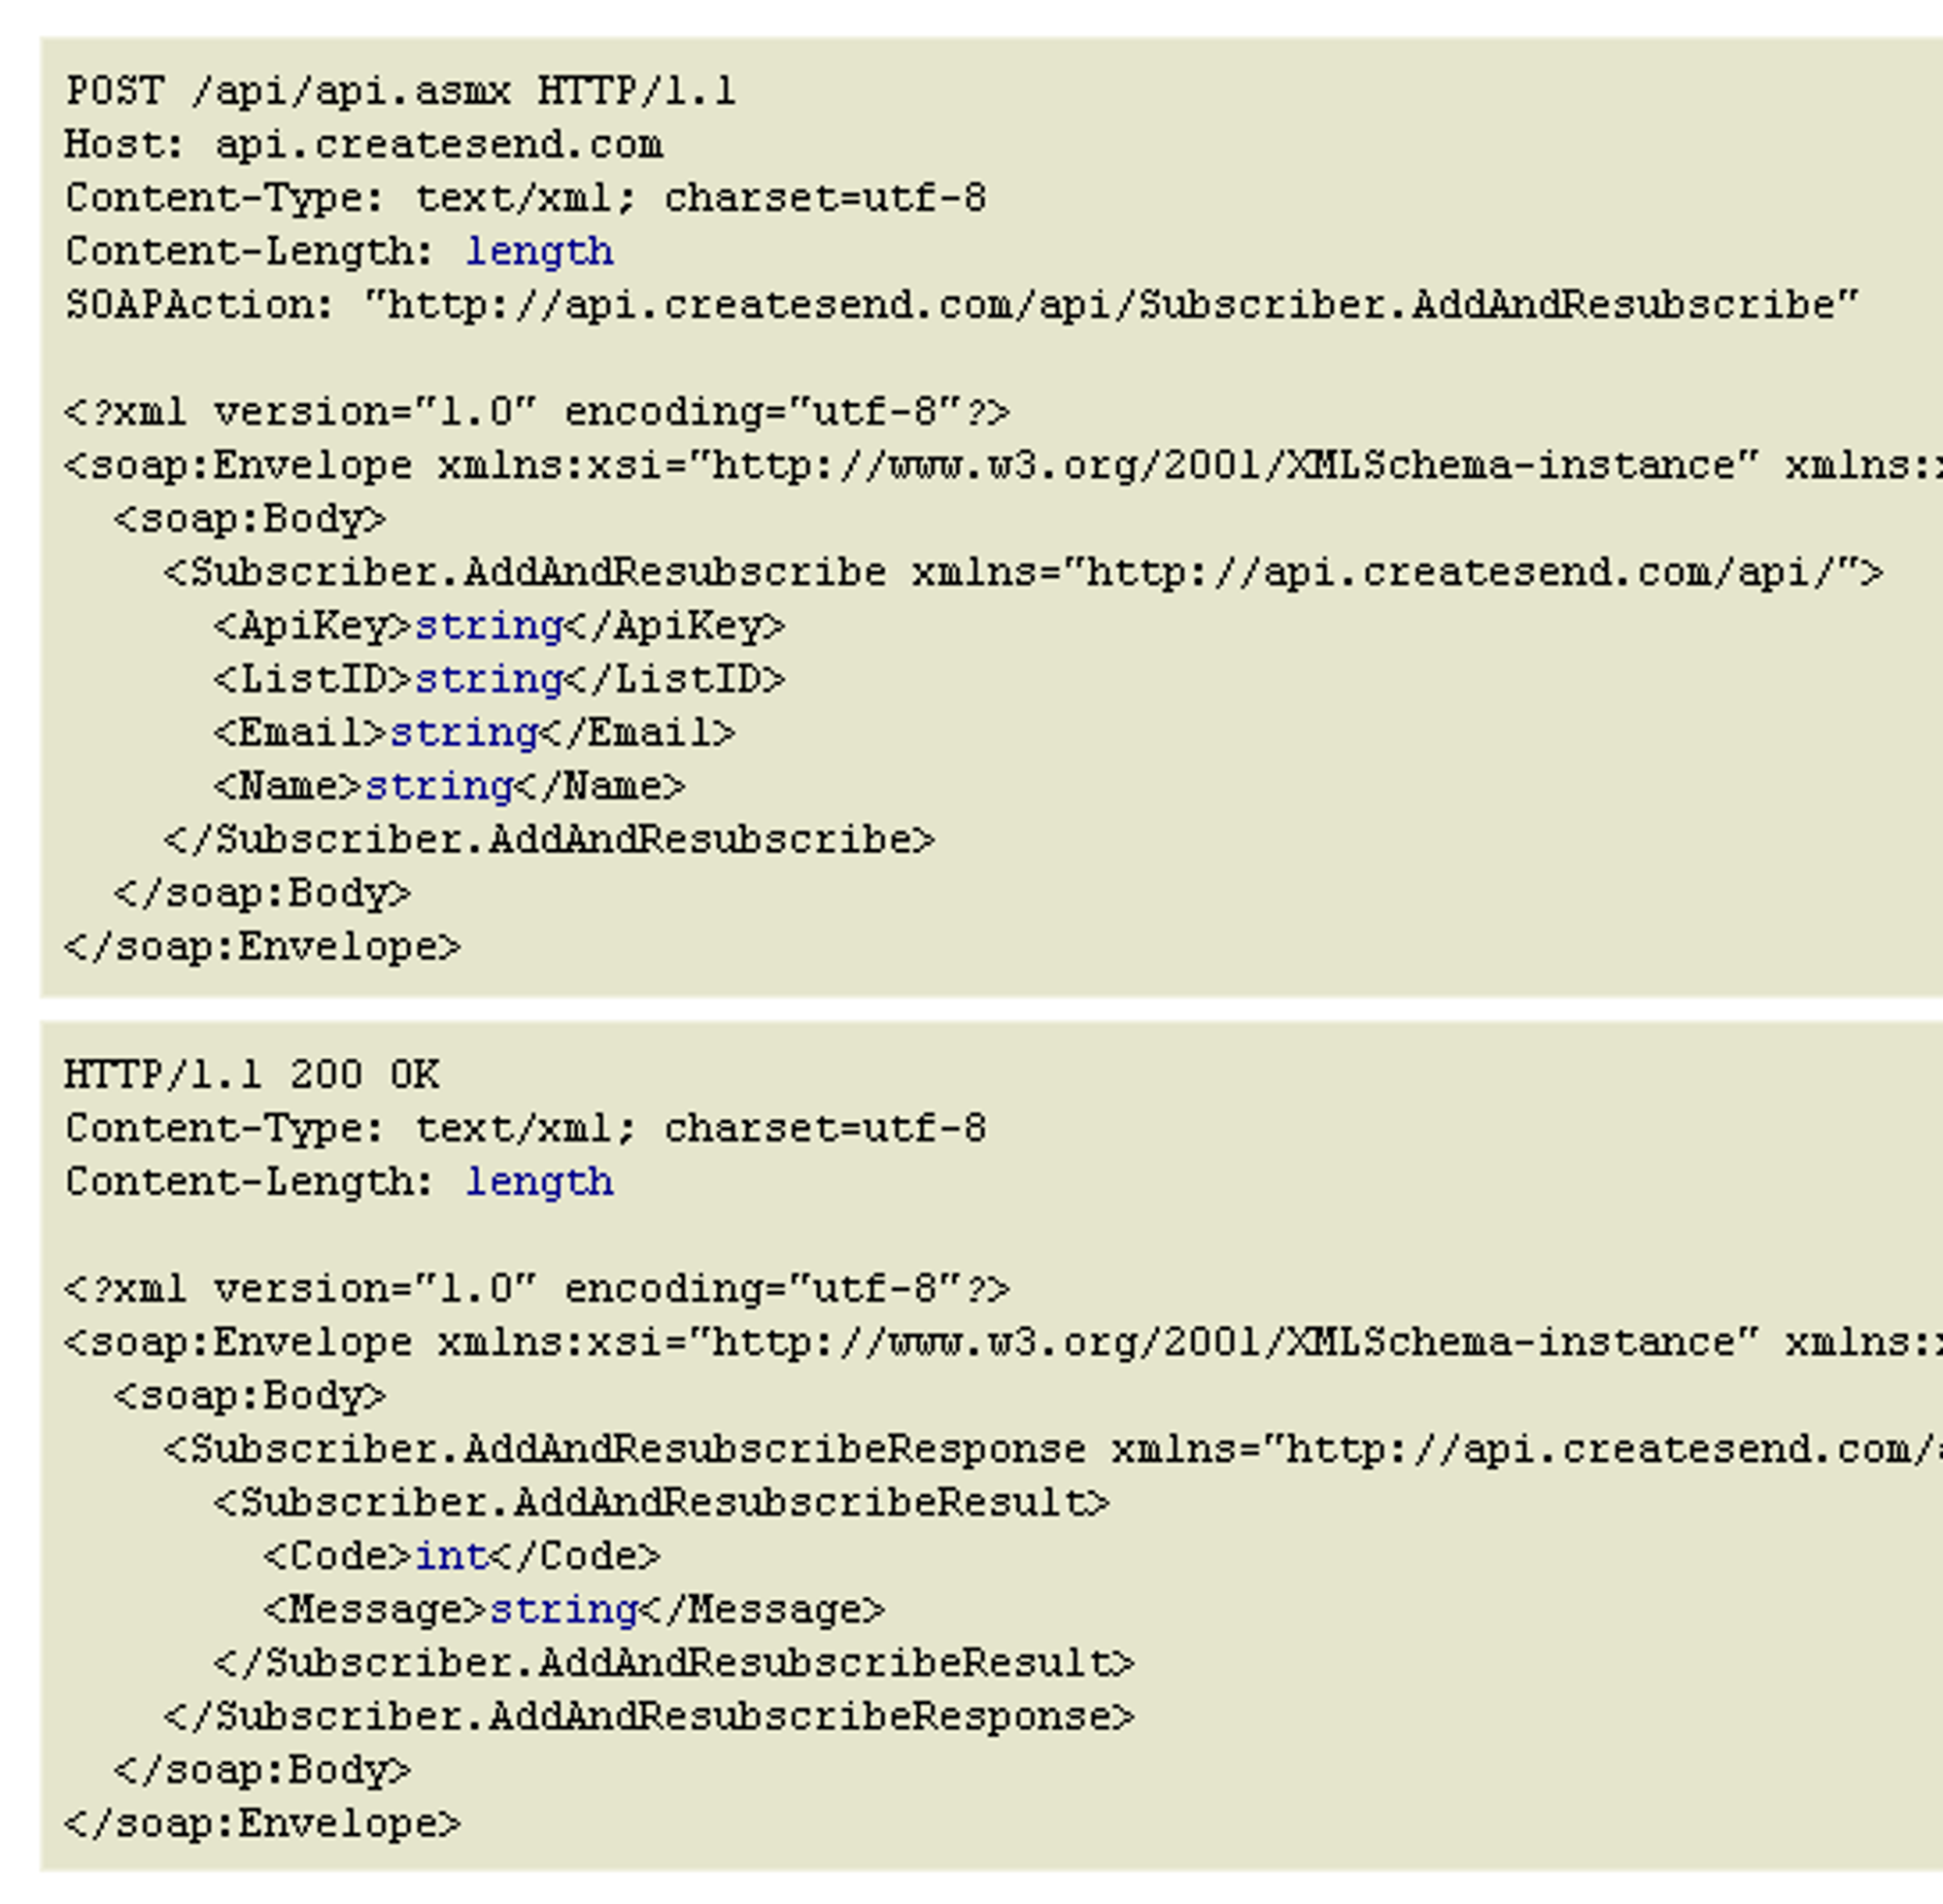 POST /api/api.asmx HTTP/1.1
Host: api.createsend.com
Content-Type: text/xml; charset=utf-8
Content-Length: length
SOAPAction: "http://api.createsend.com/api/Subscriber.AddAndResubscribe"
<?xml version="1.0" encoding="utf-8"?>
<soap:Envelope xmlns:xsi="http://www.w3.org/2001/XMLSchema-instance" xmlns:x
<soap:Body>
<Subscriber.AddAndResubscribe xmlns="http://api.createsend.com/api/">
<ApiKey>string</ApiKey>
<ListID>string</ListID>
<Email>string</Email>
<Name>string</Name>
</Subscriber.AddAndResubscribe>
</soap:Body>
</soap:Envelope>
HTTP/1.1 200 OK
Content-Type: text/xml; charset=utf-8
Content-Length: length
<?xml version="1.0" encoding="utf-8"?>
<soap:Envelope xmlns:xsi="http://www.w3.org/2001/XMLSchema-instance" xmlns:x
<soap:Body>
<Subscriber.AddAndResubscribeResponse xmlns="http://api.createsend.com/a
<Subscriber.AddAndResubscribeResult>
<Code>int</Code>
<Message>string</Message>
</Subscriber.AddAndResubscribeResult>
</Subscriber.AddAndResubscribeResponse>
</soap:Body>
</soap:Envelope>